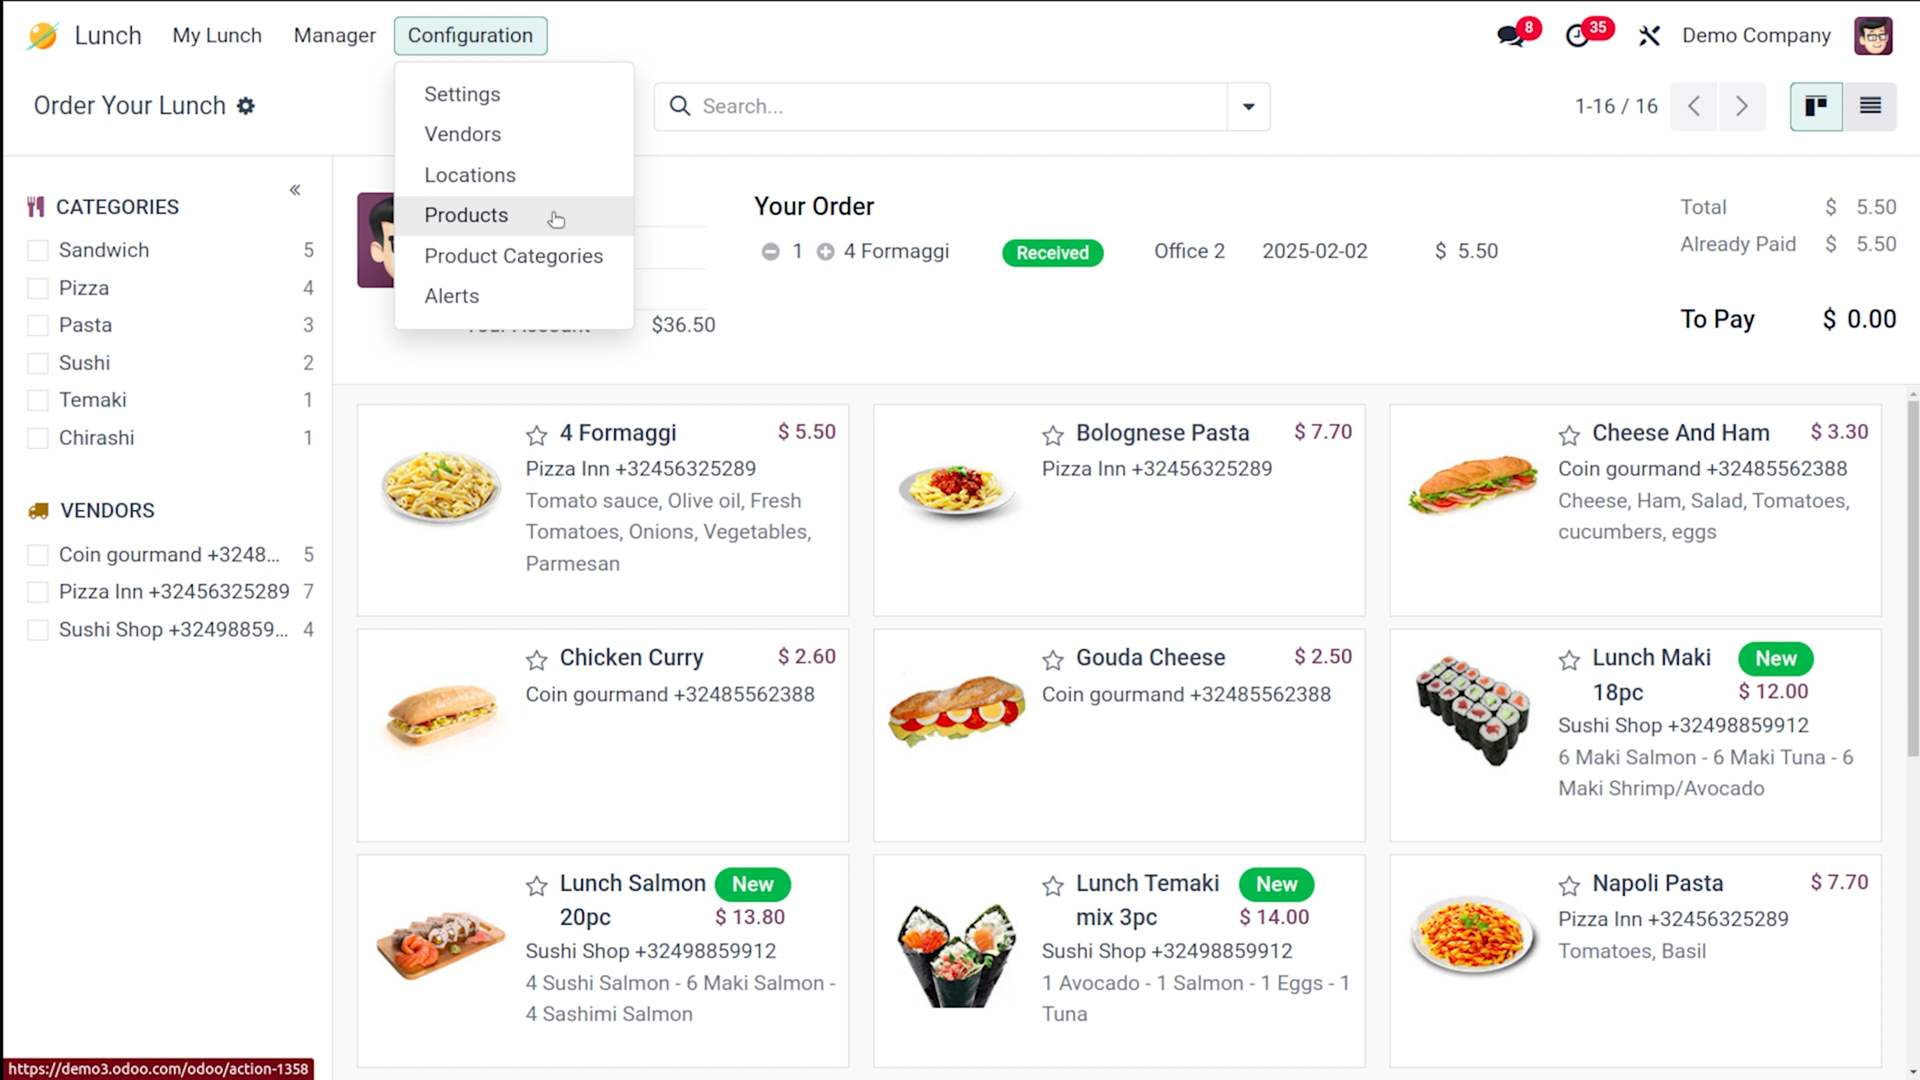 Lunch
My Lunch
Manager
Configuration
8
35
Demo Company
Order Your Lunch
Search...
1-16 / 16
Settings
Vendors
Locations
Products
Product Categories
Alerts
CATEGORIES
Sandwich 5
Pizza 4
Pasta 3
Sushi 2
Temaki 1
Chirashi 1
VENDORS
Coin gourmand +3248... 5
Pizza Inn +32456325289 7
Sushi Shop +32498859... 4
$36.50
Your Order
1 4 Formaggi Received Office 2 2025-02-02 $ 5.50
Total $ 5.50
Already Paid $ 5.50
To Pay $ 0.00
4 Formaggi $ 5.50
Pizza Inn +32456325289
Tomato sauce, Olive oil, Fresh
Tomatoes, Onions, Vegetables,
Parmesan
Bolognese Pasta $ 7.70
Pizza Inn +32456325289
Cheese And Ham $ 3.30
Coin gourmand +32485562388
Cheese, Ham, Salad, Tomatoes,
cucumbers, eggs
Chicken Curry $ 2.60
Coin gourmand +32485562388
Gouda Cheese $ 2.50
Coin gourmand +32485562388
Lunch Maki New
18pc $ 12.00
Sushi Shop +32498859912
6 Maki Salmon - 6 Maki Tuna - 6
Maki Shrimp/Avocado
Lunch Salmon New
20pc $ 13.80
Sushi Shop +32498859912
4 Sushi Salmon - 6 Maki Salmon -
4 Sashimi Salmon
Lunch Temaki New
mix 3pc $ 14.00
Sushi Shop +32498859912
1 Avocado - 1 Salmon - 1 Eggs - 1
Tuna
Napoli Pasta $ 7.70
Pizza Inn +32456325289
Tomatoes, Basil
https://demo3.odoo.com/odoo/action-1358